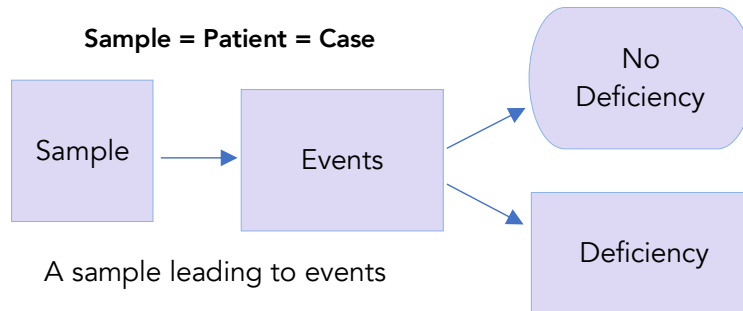 Sample = Patient = Case
Sample
Events
No
Deficiency
Deficiency
A sample leading to events